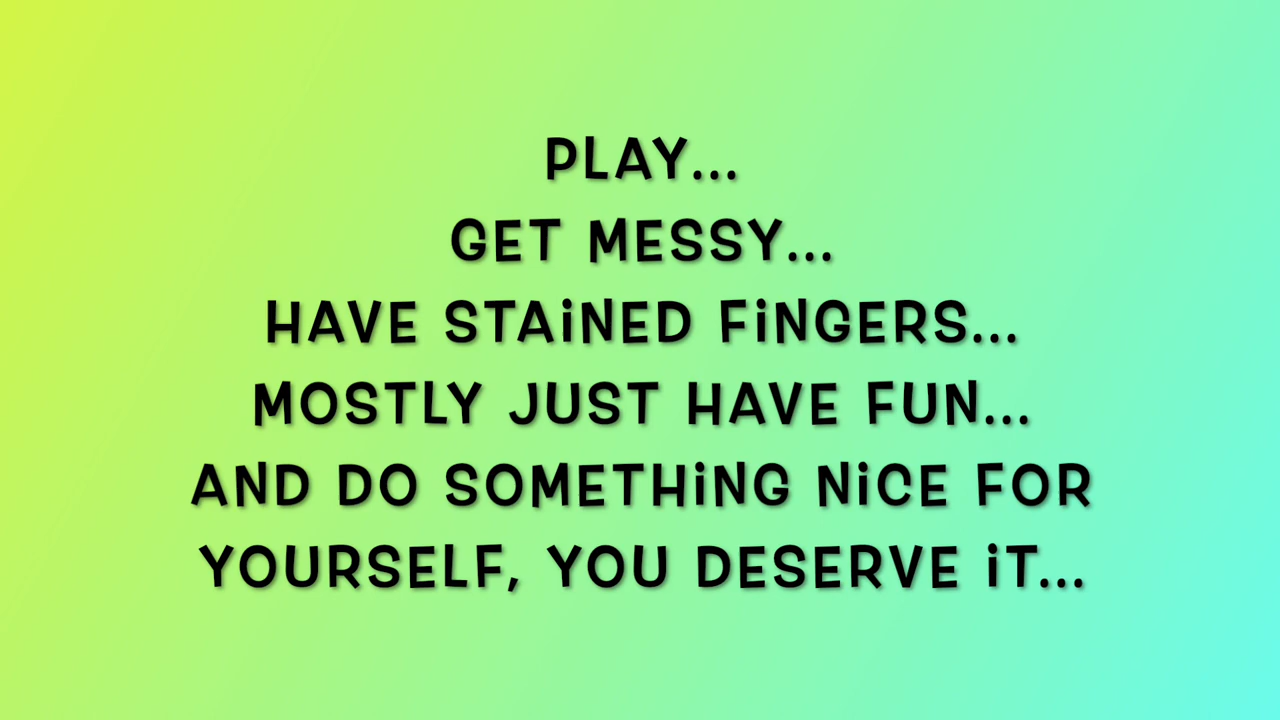 PLAY...
GET MESSY...
HAVE STAiNED FiNGERS...
MOSTLY JUST HAVE FUN...
AND DO SOMETHiNG NiCE FOR
YOURSELF, YOU DESERVE iT...